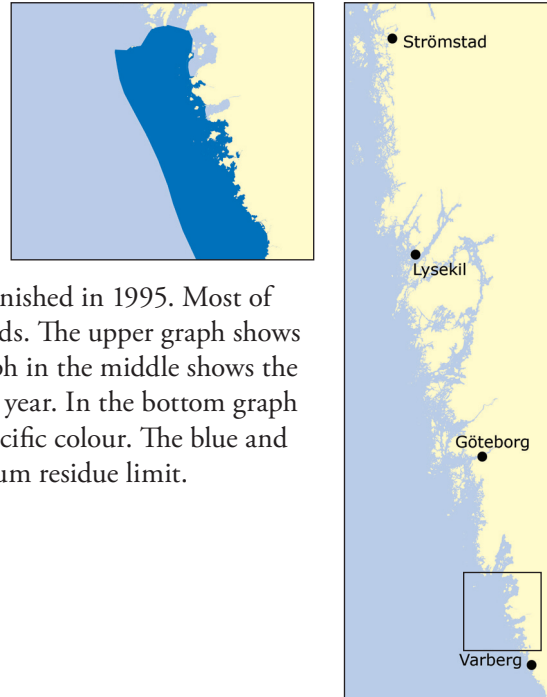 nished in 1995. Most of
ds. The upper graph shows
ph in the middle shows the
year. In the bottom graph
cific colour. The blue and
um residue limit.
Strömstad
Lysekil
Göteborg
Varberg